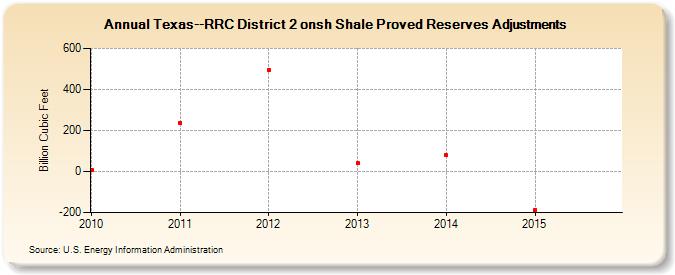 Annual Texas--RRC District 2 onsh Shale Proved Reserves Adjustments
Billion Cubic Feet
600
400
200
0
-200
2010 2011 2012 2013 2014 2015
Source: U.S. Energy Information Administration